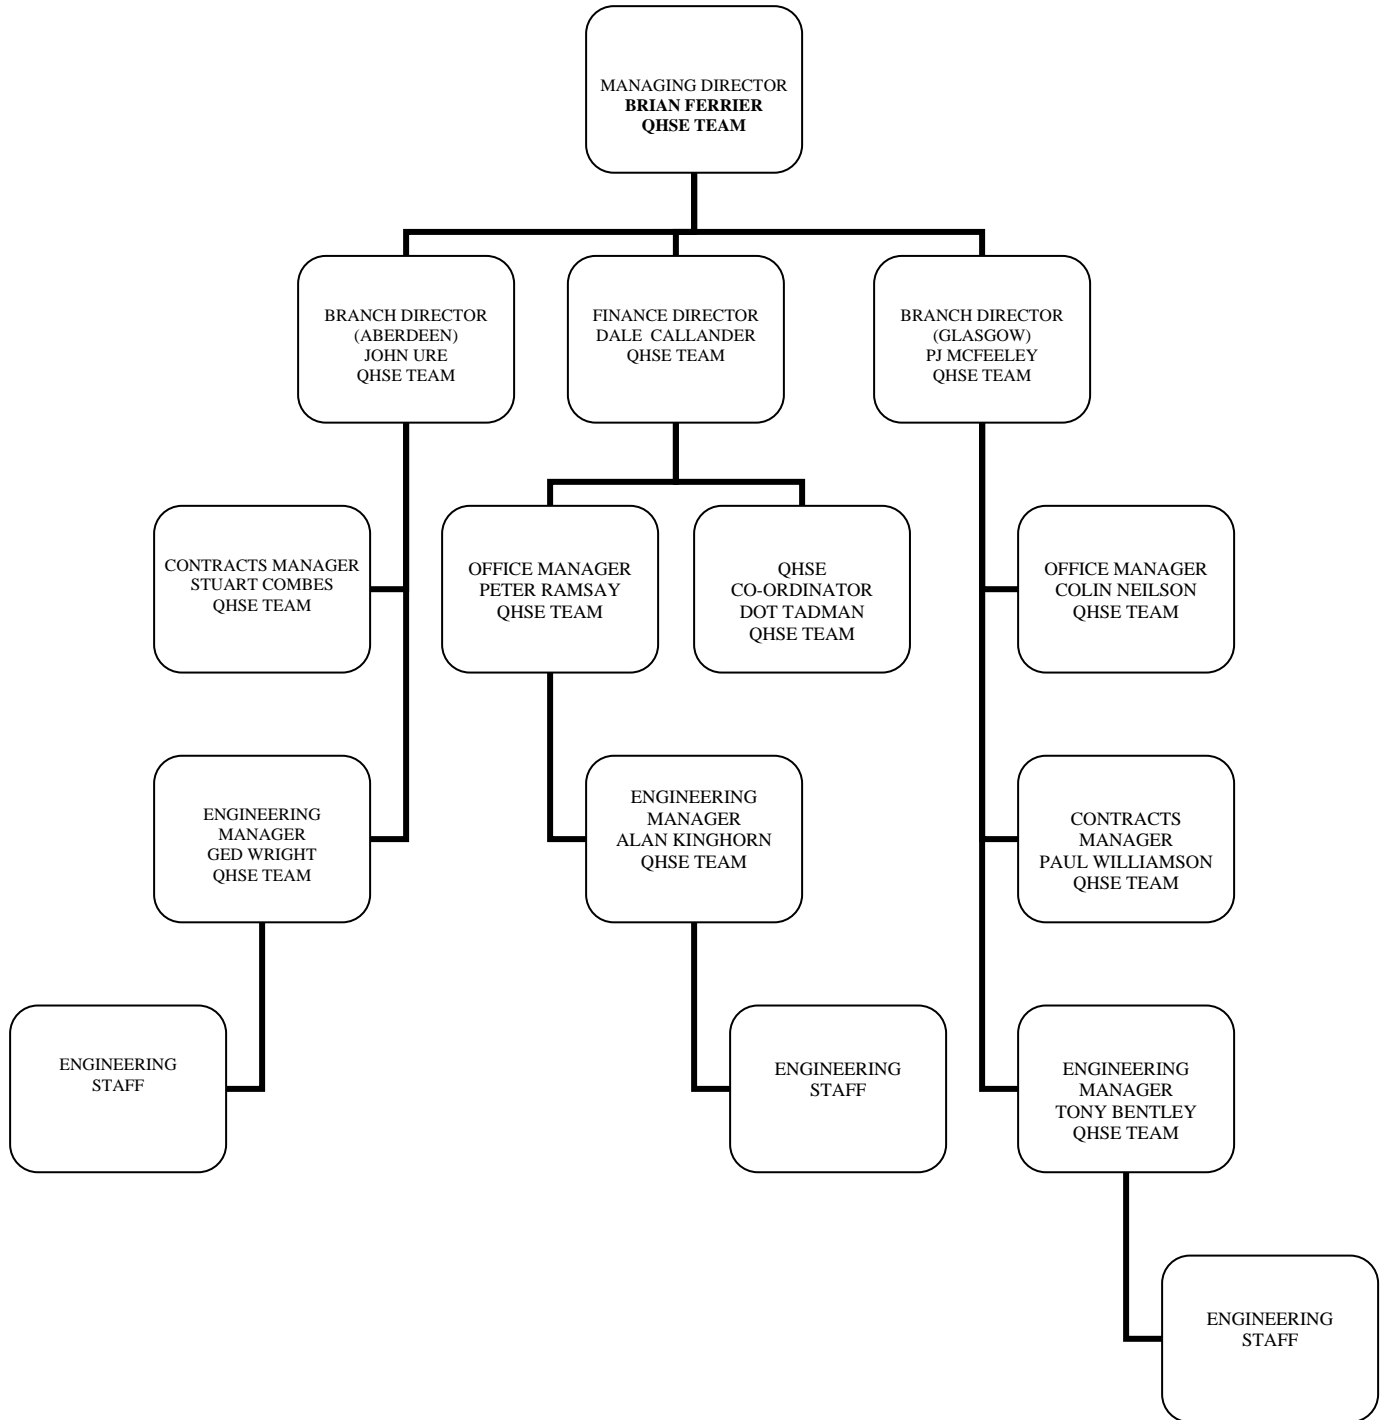 MANAGING DIRECTOR
BRIAN FERRIER
QHSE TEAM
BRANCH DIRECTOR
(ABERDEEN)
JOHN URE
QHSE TEAM
FINANCE DIRECTOR
DALE CALLANDER
QHSE TEAM
BRANCH DIRECTOR
(GLASGOW)
PJ MCFEELEY
QHSE TEAM
CONTRACTS MANAGER
STUART COMBES
QHSE TEAM
OFFICE MANAGER
PETER RAMSAY
QHSE TEAM
QHSE
CO-ORDINATOR
DOT TADMAN
QHSE TEAM
OFFICE MANAGER
COLIN NEILSON
QHSE TEAM
ENGINEERING
MANAGER
GED WRIGHT
QHSE TEAM
ENGINEERING
MANAGER
ALAN KINGHORN
QHSE TEAM
CONTRACTS
MANAGER
PAUL WILLIAMSON
QHSE TEAM
ENGINEERING
STAFF
ENGINEERING
STAFF
ENGINEERING
MANAGER
TONY BENTLEY
QHSE TEAM
ENGINEERING
STAFF